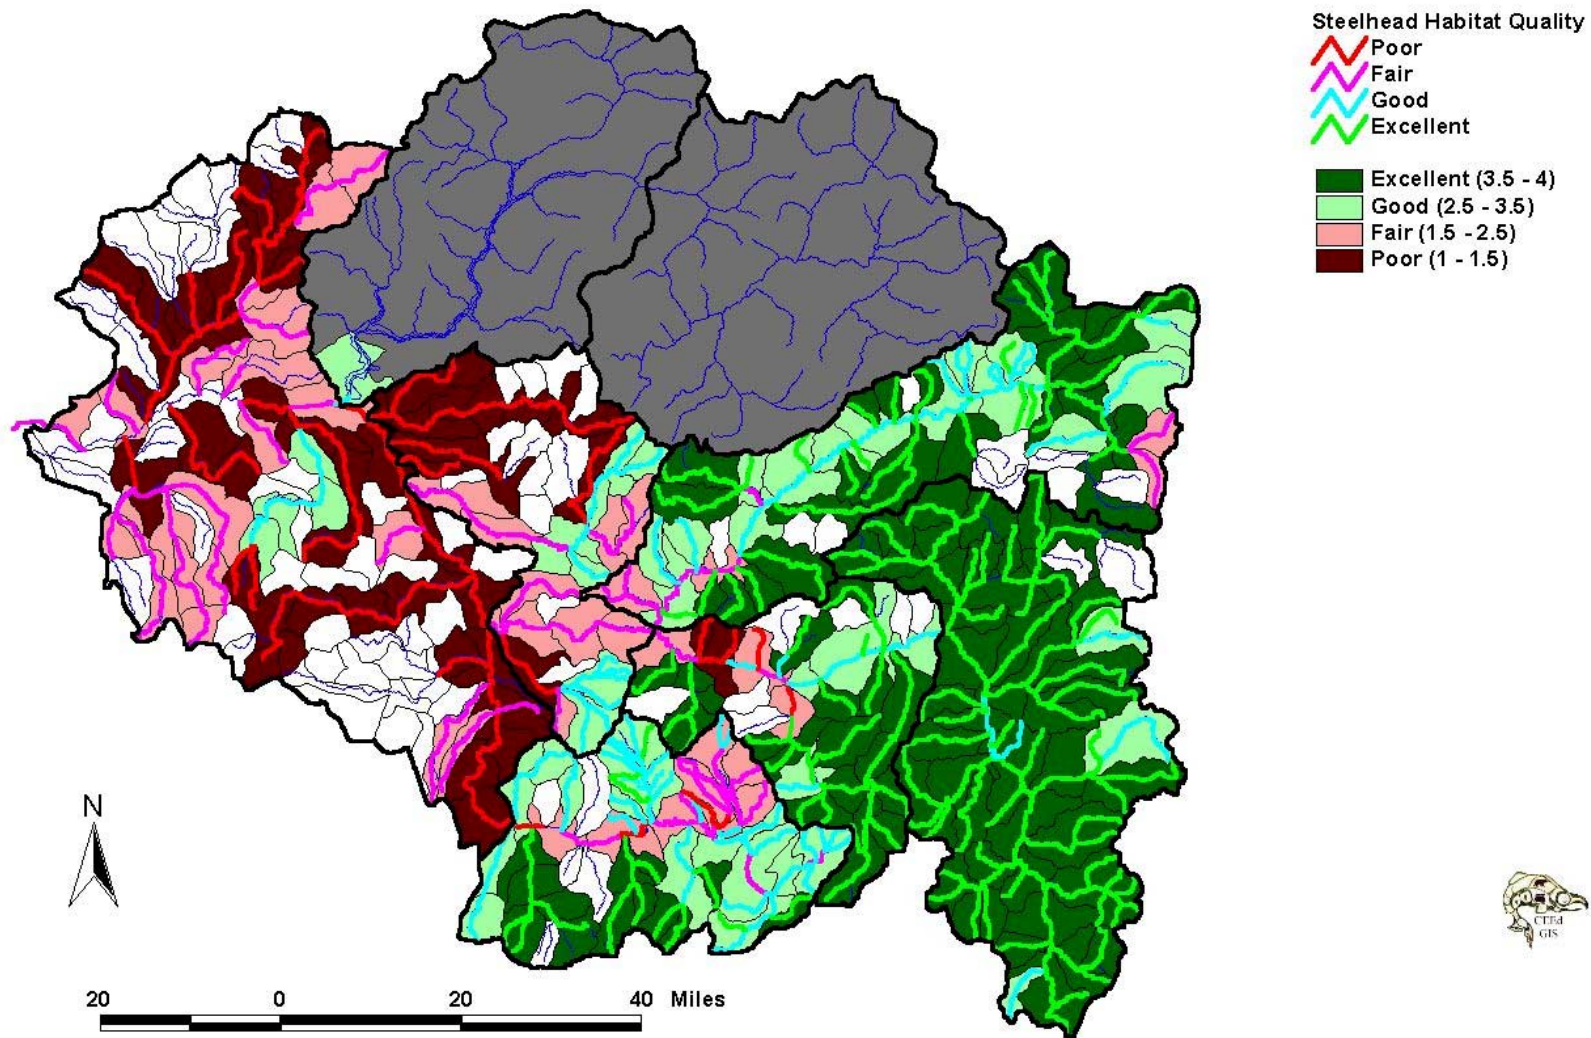 Steelhead Habitat Quality
Poor
Fair
Good
Excellent
Excellent (3.5 - 4)
Good (2.5 - 3.5)
Fair (1.5 -2.5)
Poor (1 - 1.5)
N
20 0 20 40 Miles
GIS